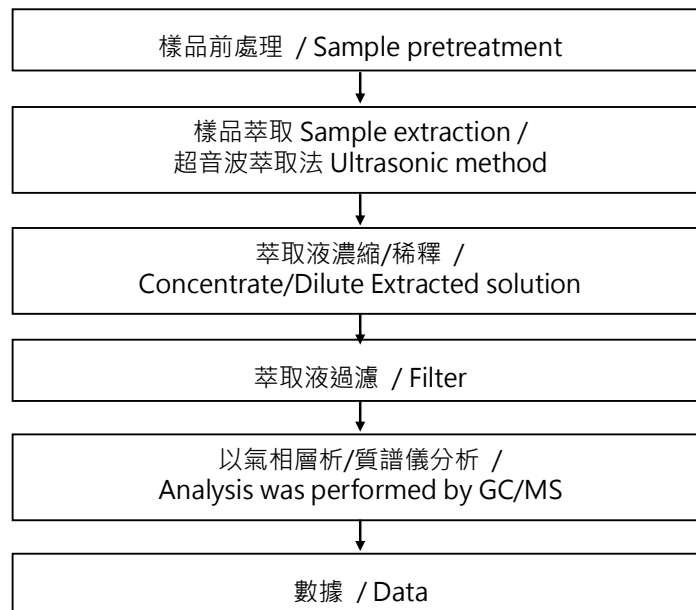 樣品前處理 / Sample pretreatment
樣品萃取 Sample extraction /
超音波萃取法 Ultrasonic method
萃取液濃縮/稀釋 /
Concentrate/Dilute Extracted solution
萃取液過濾 / Filter
以氣相層析/質譜儀分析 /
Analysis was performed by GC/MS
數據 / Data